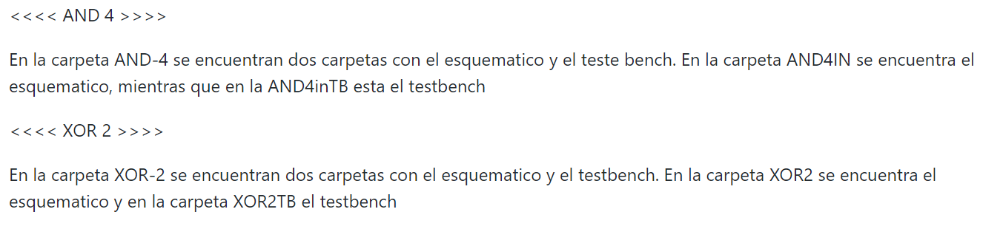 <<<< AND 4 >>>>
En la carpeta AND-4 se encuentran dos carpetas con el esquematico y el teste bench. En la carpeta AND4IN se encuentra el
esquematico, mientras que en la AND4inTB esta el testbench
<<<< XOR 2 >>>>
En la carpeta XOR-2 se encuentran dos carpetas con el esquematico y el testbench. En la carpeta XOR2 se encuentra el
esquematico y en la carpeta XOR2TB el testbench